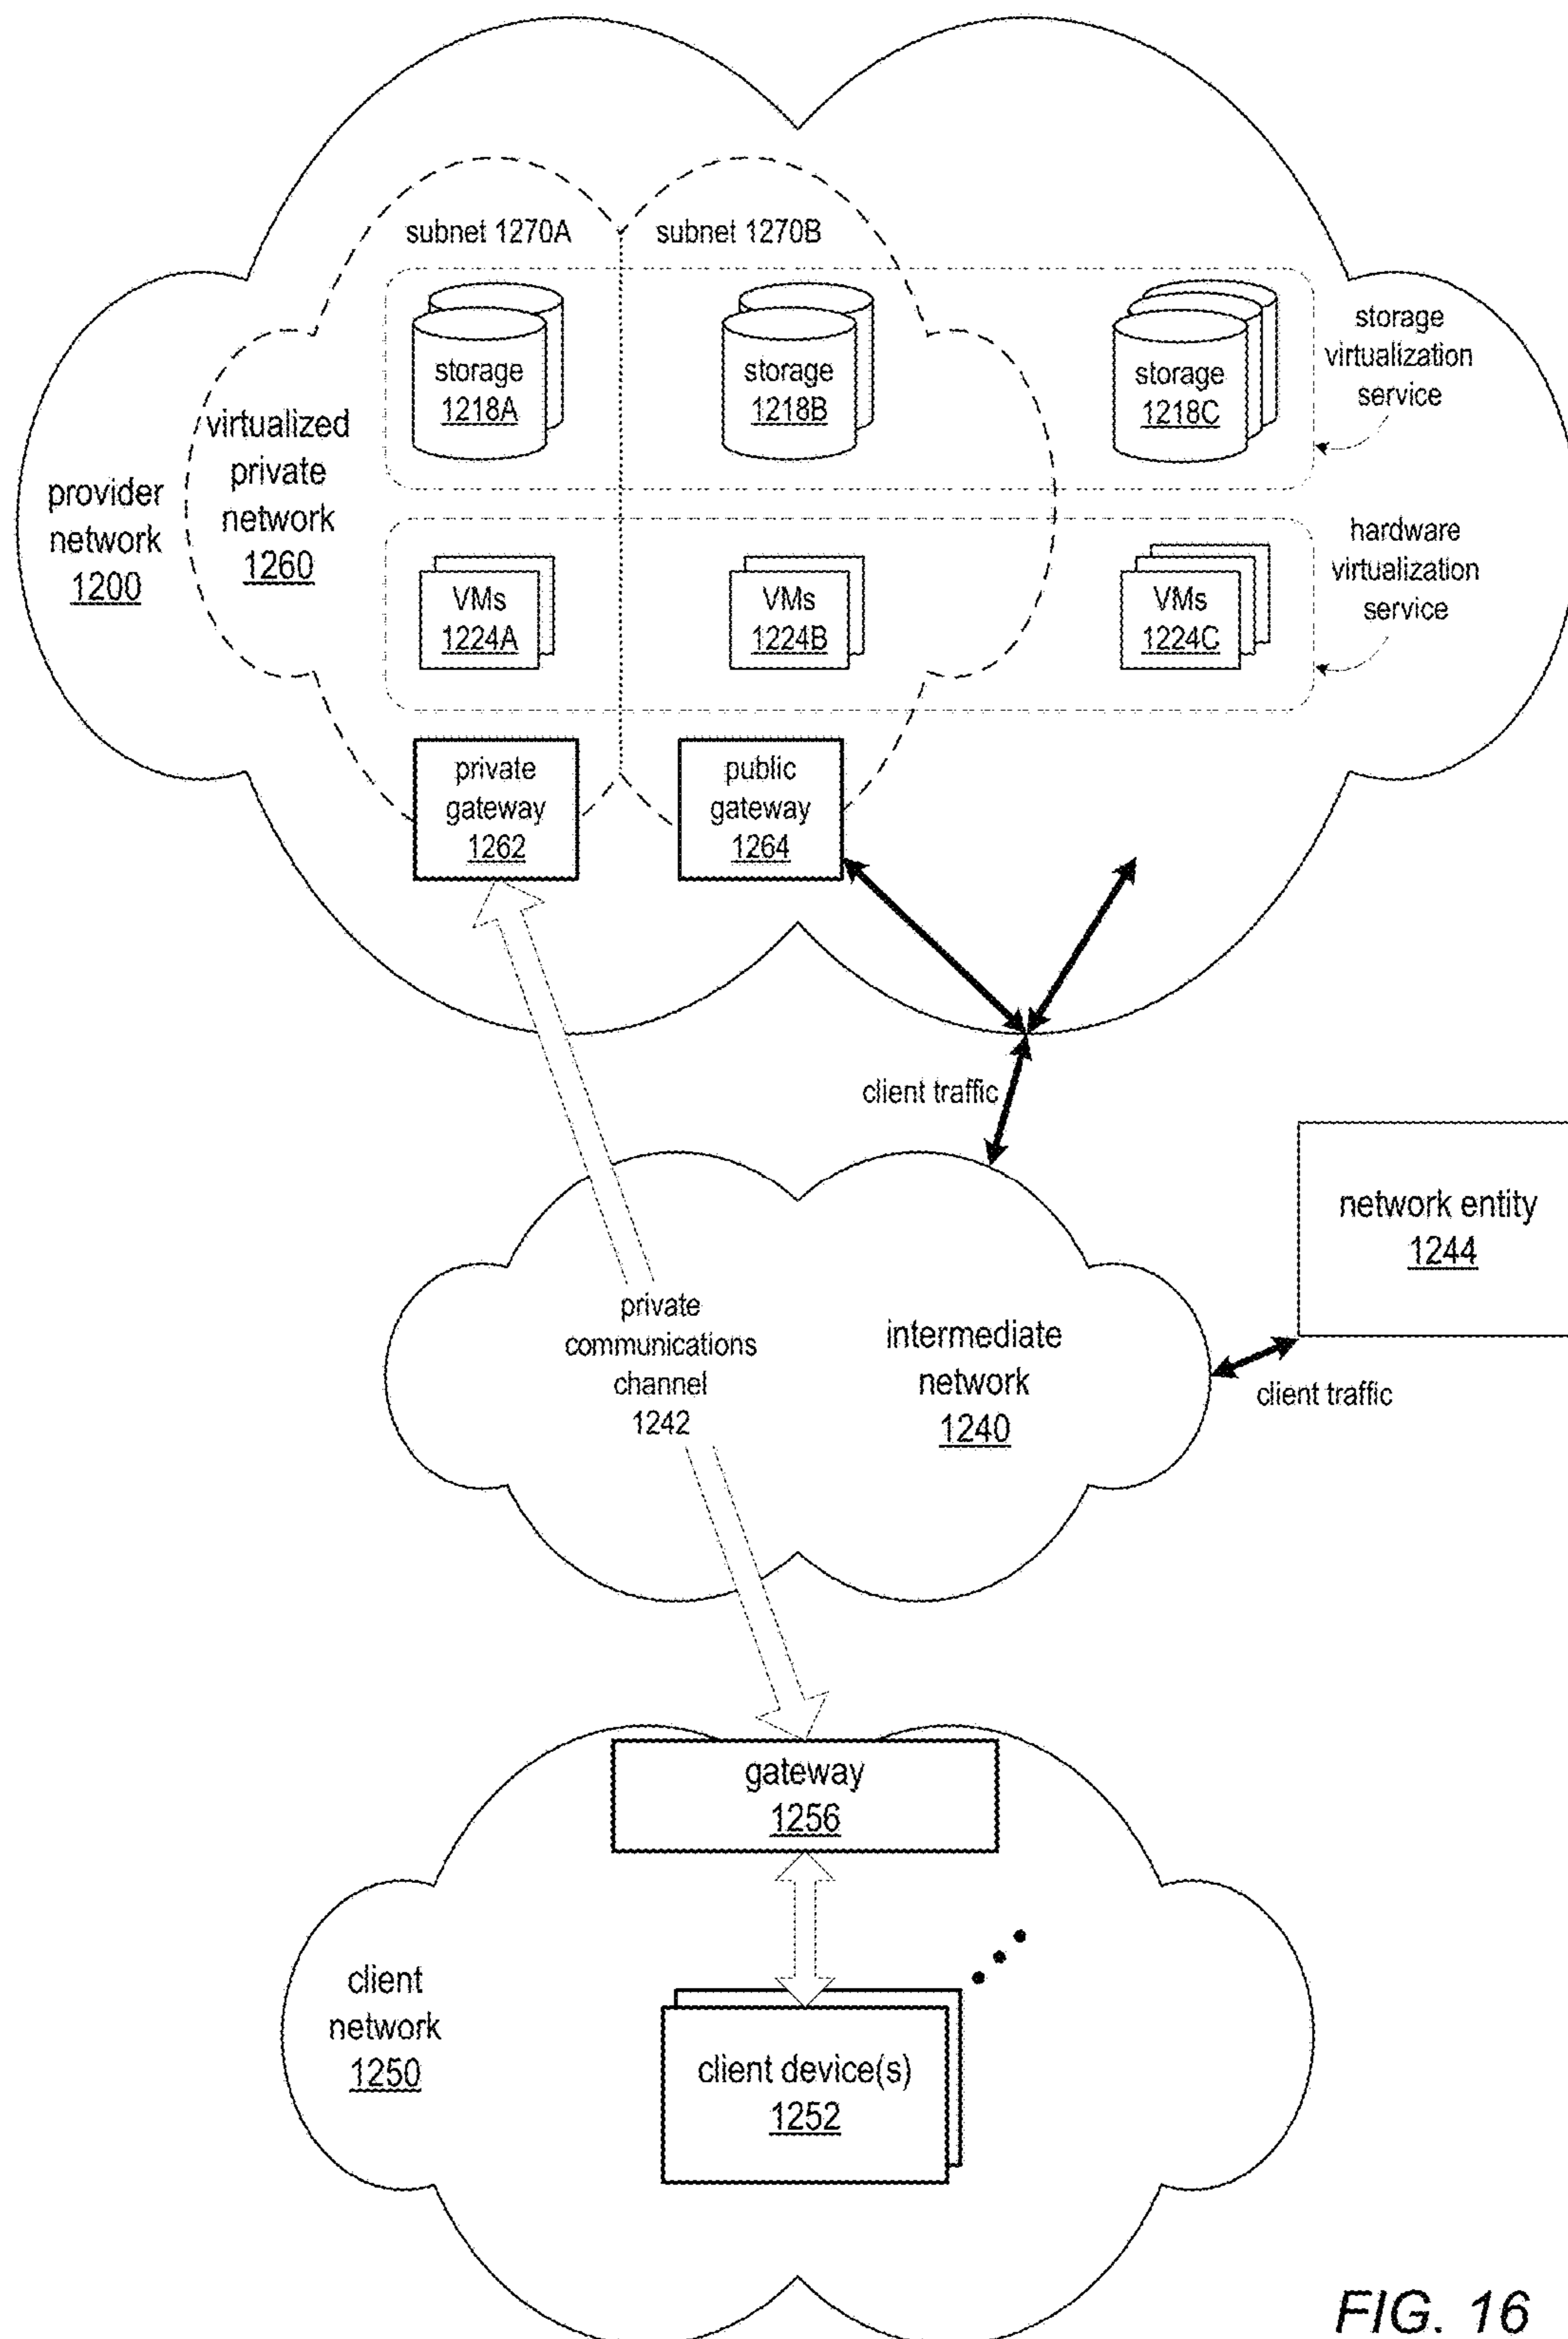 subnet 1270A
subnet 1270B
storage
1218A
storage
1218B
storage
1218C
storage
virtualization
service
provider
network
1200
virtualized
private
network
1260
VMs
1224A
VMs
1224B
VMs
1224C
hardware
virtualization
service
private
gateway
1262
public
gateway
1264
client traffic
network entity
1244
private
communications
channel
1242
intermediate
network
1240
client traffic
gateway
1256
client
network
1250
client device(s)
1252
FIG. 16